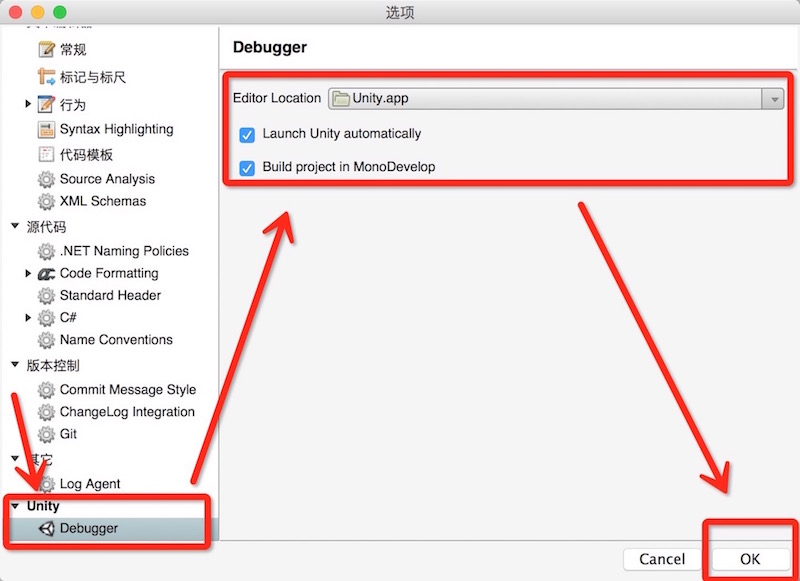 选项
常规
标记与标尺
行为
Syntax Highlighting
代码模板
Source Analysis
XML Schemas
源代码
.NET Naming Policies
Code Formatting
Standard Header
C#
Name Conventions
版本控制
Commit Message Style
ChangeLog Integration
Git
其它
Log Agent
Unity
Debugger
Debugger
Editor Location Unity.app
Launch Unity automatically
Build project in MonoDevelop
Cancel OK